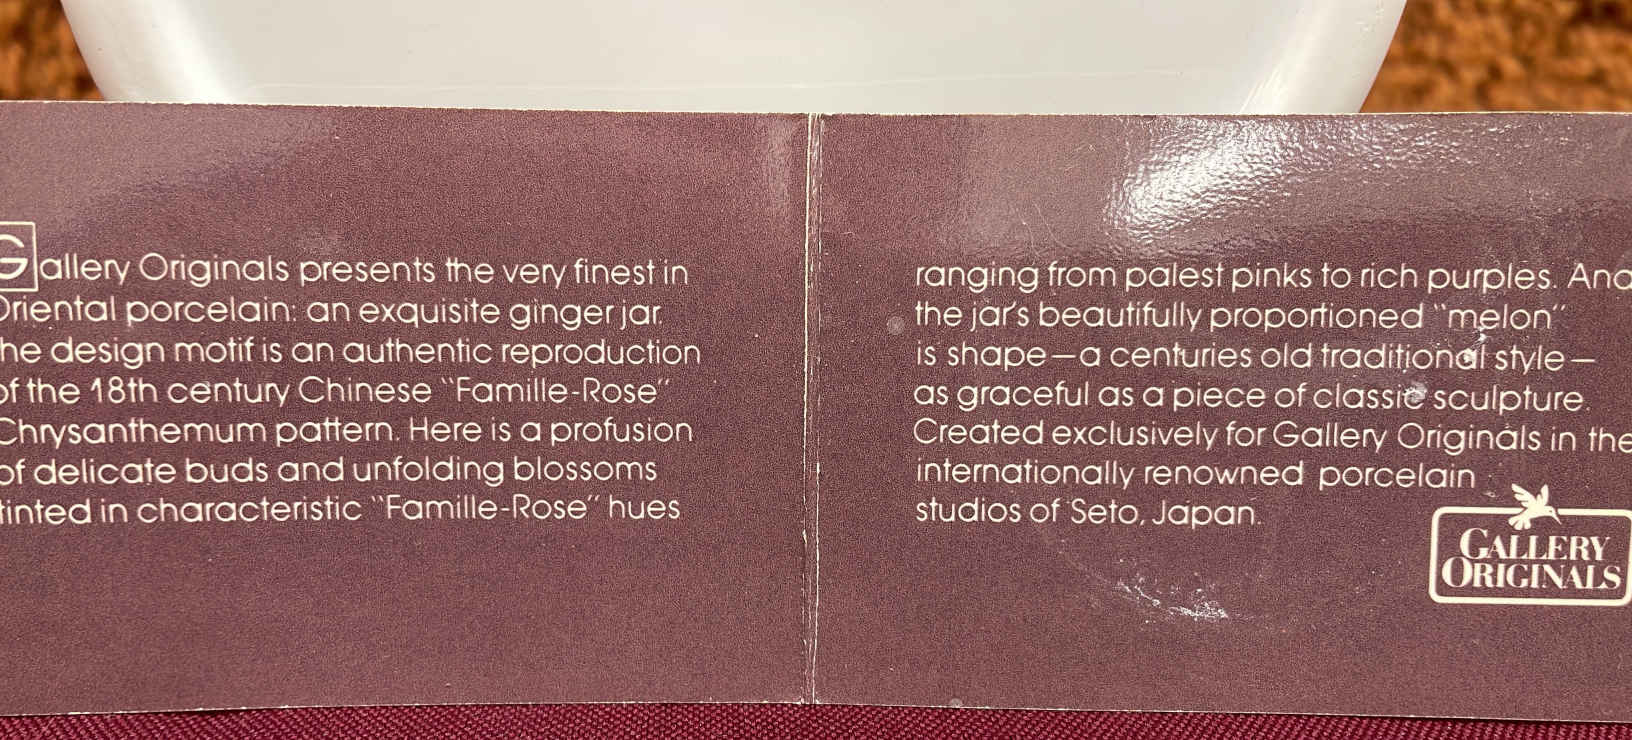 Gallery Originals presents the very finest in
Oriental porcelain: an exquisite ginger jar.
The design motif is an authentic reproduction
of the 18th century Chinese "Famille-Rose"
Chrysanthemum pattern. Here is a profusion
of delicate buds and unfolding blossoms
tinted in characteristic "Famille-Rose" hues
ranging from palest pinks to rich purples. And
the jar's beautifully proportioned "melon"
is shape—a centuries old traditional style—
as graceful as a piece of classic sculpture.
Created exclusively for Gallery Originals in the
internationally renowned porcelain
studios of Seto, Japan.
GALLERY
ORIGINALS